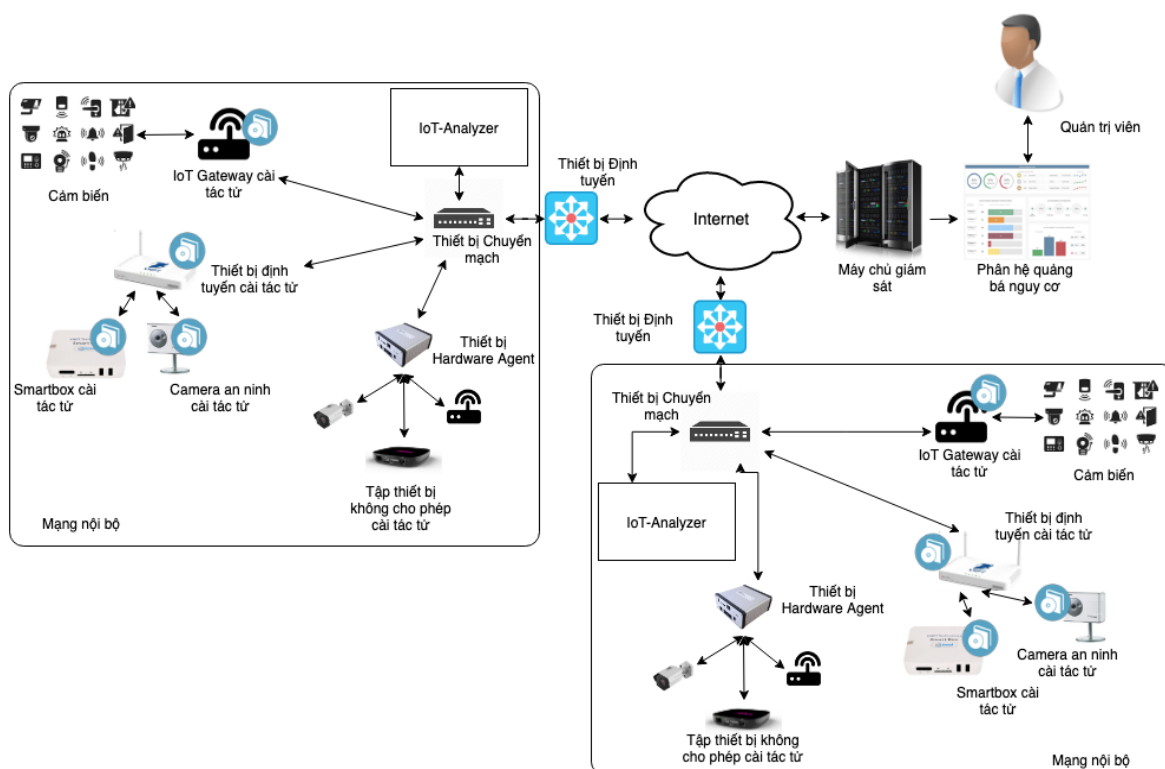 Quản trị viên
IoT-Analyzer
Thiết bị Định
tuyến
Cảm biến
IoT Gateway cài
tác tử
Thiết bị Chuyển
mạch
Internet
Máy chủ giám
sát
Phân hệ quảng
bá nguy cơ
Thiết bị định
tuyến cài tác tử
Thiết bị
Hardware Agent
Smartbox cài
tác tử
Camera an ninh
cài tác tử
Tập thiết bị
không cho phép
cài tác tử
Mạng nội bộ
Thiết bị Định
tuyến
Thiết bị Chuyển
mạch
IoT Gateway cài
tác tử
Cảm biến
IoT-Analyzer
Thiết bị định
tuyến cài tác tử
Thiết bị
Hardware Agent
Camera an ninh
cài tác tử
Smartbox cài
tác tử
Tập thiết bị không
cho phép cài tác tử
Mạng nội bộ